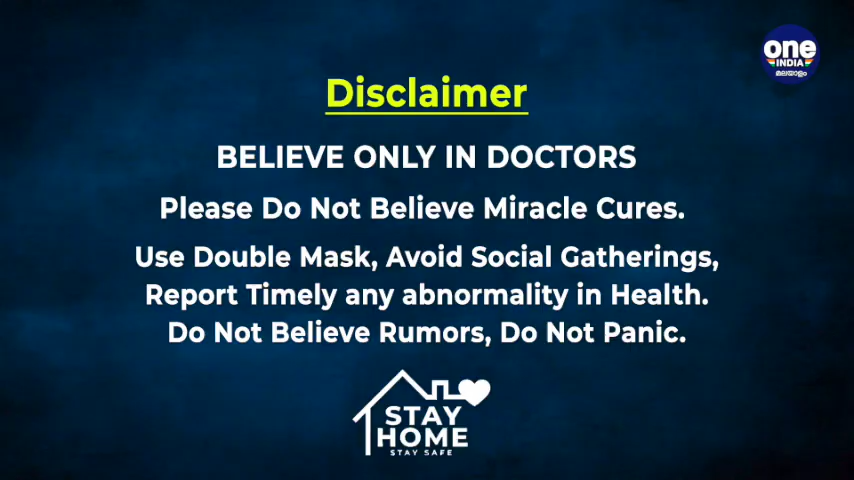 one
INDIA
മലയാളം
Disclaimer
BELIEVE ONLY IN DOCTORS
Please Do Not Believe Miracle Cures.
Use Double Mask, Avoid Social Gatherings,
Report Timely any abnormality in Health.
Do Not Believe Rumors, Do Not Panic.
STAY
HOME
STAY SAFE